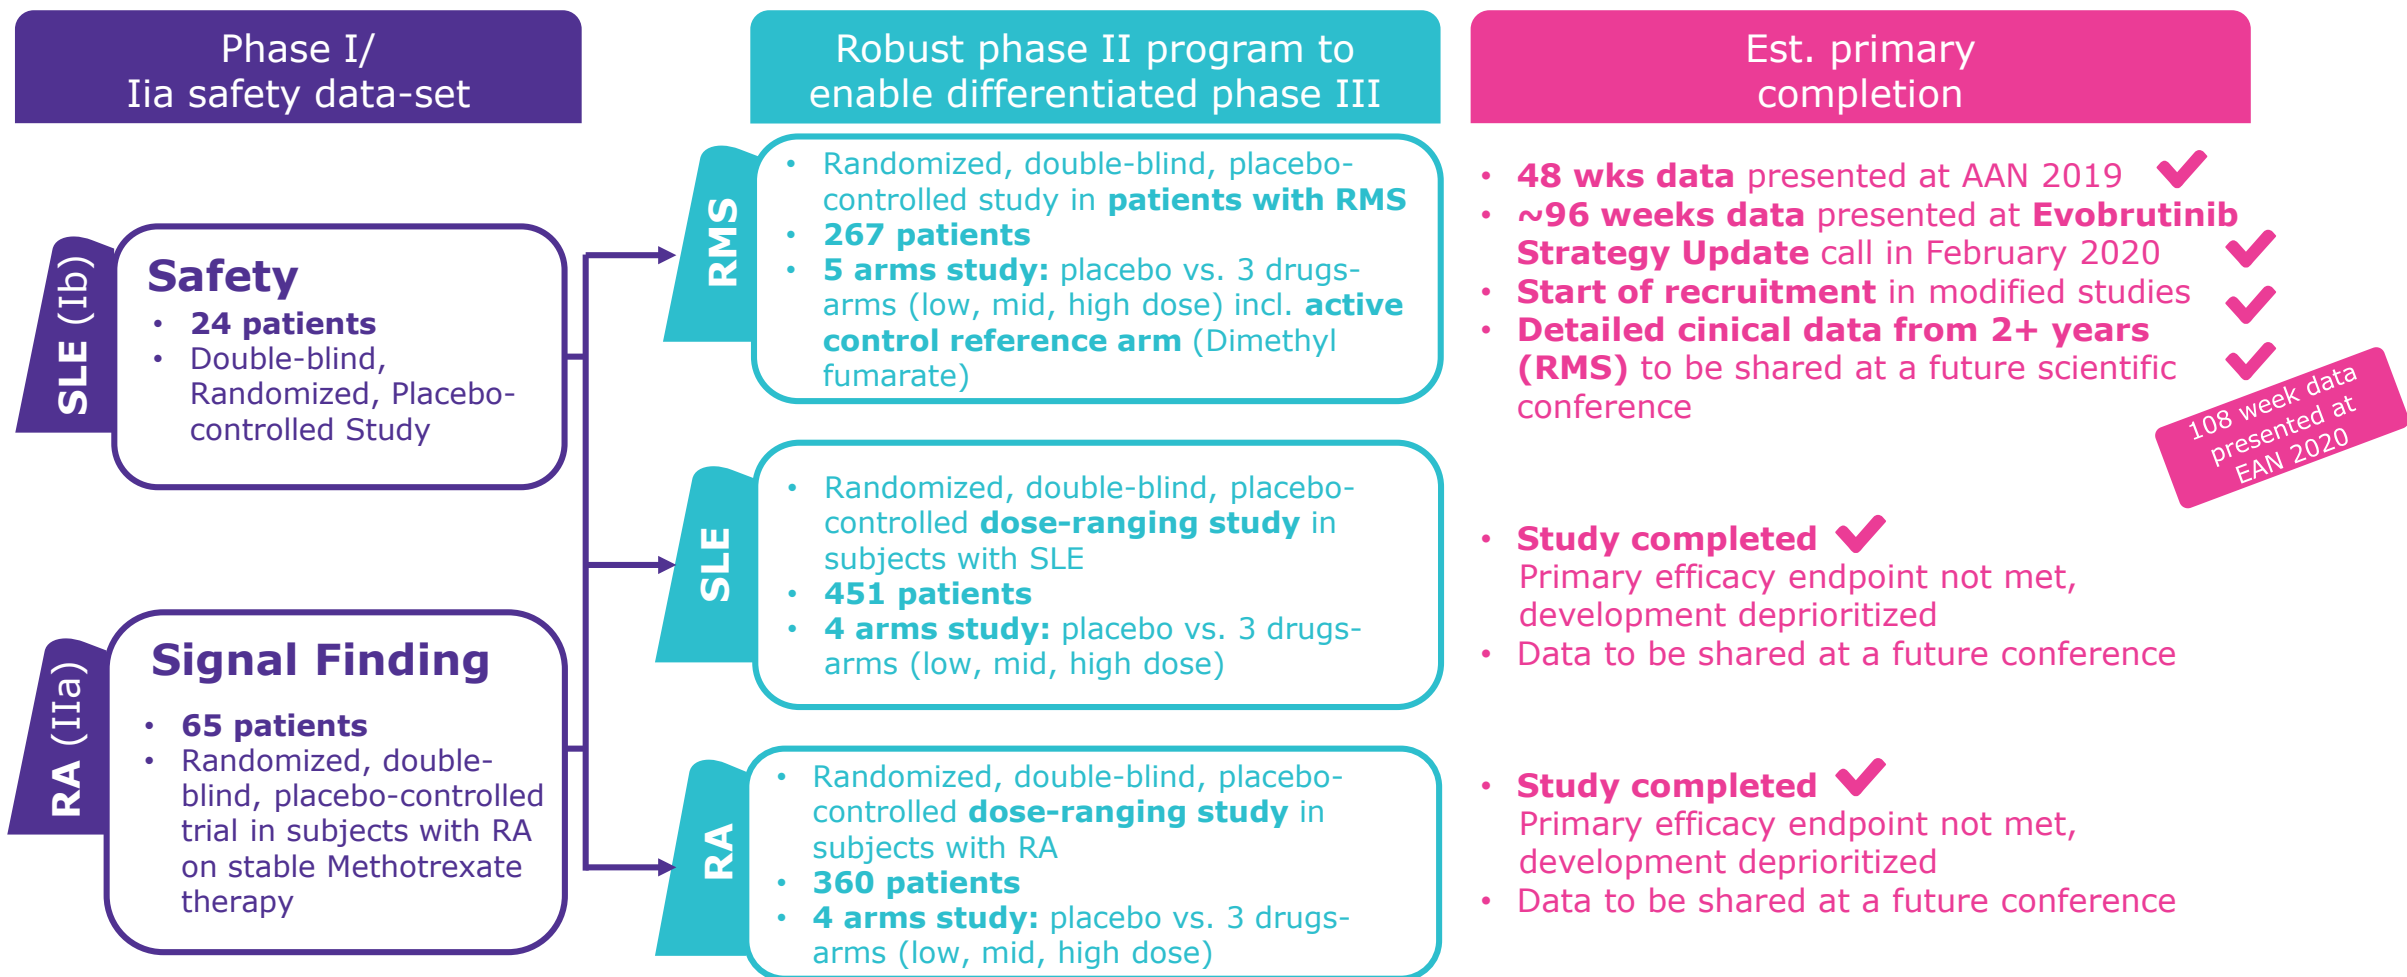 Phase I/
Iia safety data-set
SLE (Ib)
Safety
• 24 patients
• Double-blind,
Randomized, Placebo-
controlled Study
RA (IIa)
Signal Finding
• 65 patients
• Randomized, double-
blind, placebo-controlled
trial in subjects with RA
on stable Methotrexate
therapy
Robust phase II program to
enable differentiated phase III
RMS
• Randomized, double-blind, placebo-
controlled study in patients with RMS
• 267 patients
• 5 arms study: placebo vs. 3 drugs-
arms (low, mid, high dose) incl. active
control reference arm (Dimethyl
fumarate)
SLE
• Randomized, double-blind, placebo-
controlled dose-ranging study in
subjects with SLE
• 451 patients
• 4 arms study: placebo vs. 3 drugs-
arms (low, mid, high dose)
RA
• Randomized, double-blind, placebo-
controlled dose-ranging study in
subjects with RA
• 360 patients
• 4 arms study: placebo vs. 3 drugs-
arms (low, mid, high dose)
Est. primary
completion
• 48 wks data presented at AAN 2019
• ~96 weeks data presented at Evobrutinib
Strategy Update call in February 2020
• Start of recruitment in modified studies
• Detailed cinical data from 2+ years
(RMS) to be shared at a future scientific
conference
108 week data
presented at
EAN 2020
• Study completed
Primary efficacy endpoint not met,
development deprioritized
• Data to be shared at a future conference
• Study completed
Primary efficacy endpoint not met,
development deprioritized
• Data to be shared at a future conference